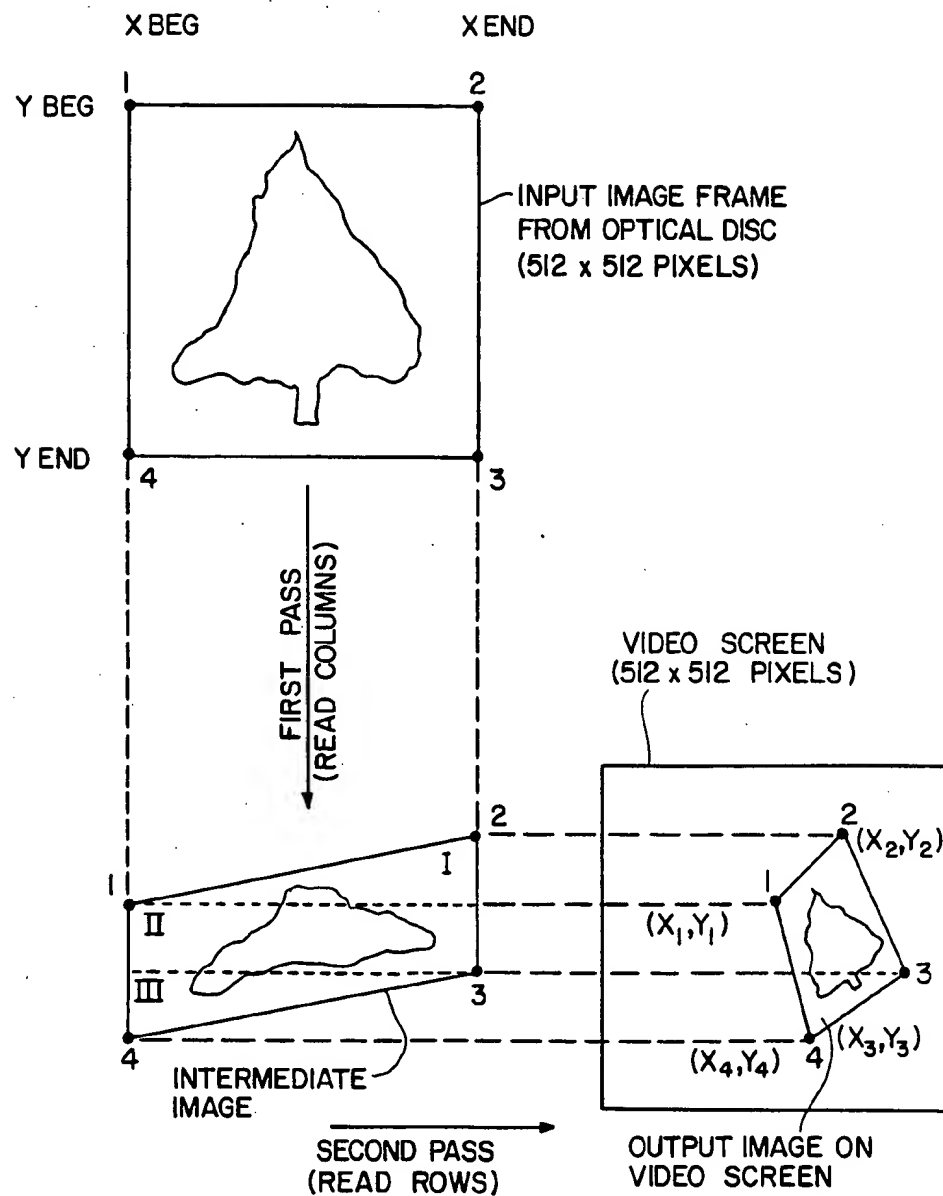 X BEG
X END
1
2
Y BEG
INPUT IMAGE FRAME
FROM OPTICAL DISC
(512 x 512 PIXELS)
Y END
4
3
FIRST PASS
(READ COLUMNS)
VIDEO SCREEN
(512 x 512 PIXELS)
2
I
1
II
III
3
4
2
(X2,Y2)
1
(X1,Y1)
3
(X3,Y3)
4
(X4,Y4)
INTERMEDIATE
IMAGE
SECOND PASS
(READ ROWS)
OUTPUT IMAGE ON
VIDEO SCREEN